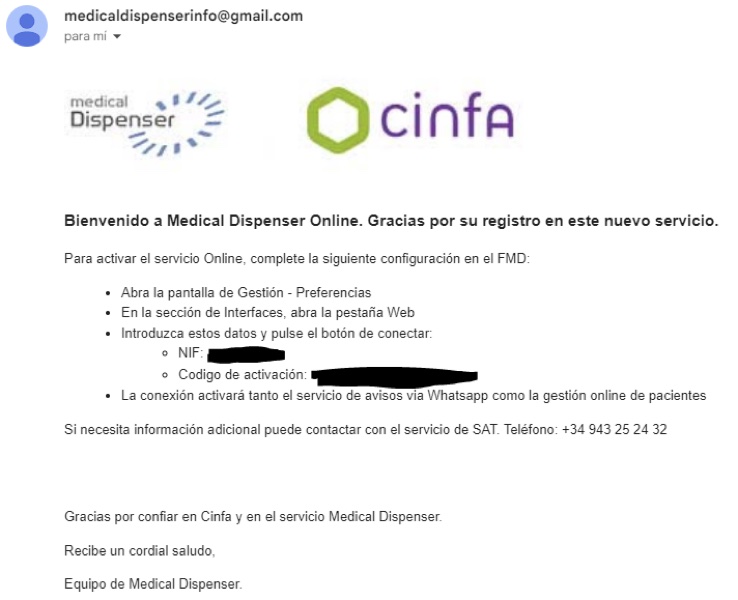 medicaldispenserinfo@gmail.com
para mí
medical
Dispenser
cinfa
Bienvenido a Medical Dispenser Online. Gracias por su registro en este nuevo servicio.
Para activar el servicio Online, complete la siguiente configuración en el FMD:
• Abra la pantalla de Gestión - Preferencias
• En la sección de Interfaces, abra la pestaña Web
• Introduzca estos datos y pulse el botón de conectar:
◦ NIF:
◦ Codigo de activación:
• La conexión activará tanto el servicio de avisos via Whatsapp como la gestión online de pacientes
Si necesita información adicional puede contactar con el servicio de SAT. Teléfono: +34 943 25 24 32
Gracias por confiar en Cinfa y en el servicio Medical Dispenser.
Recibe un cordial saludo,
Equipo de Medical Dispenser.